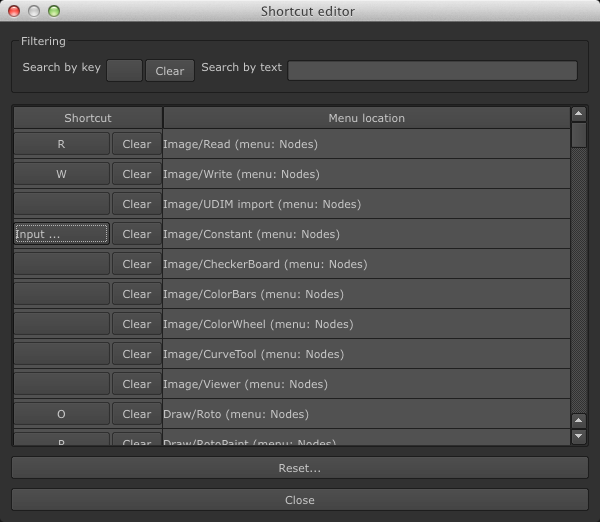 Shortcut editor
Filtering
Search by key Clear Search by text
Shortcut Menu location
R Clear Image/Read (menu: Nodes)
W Clear Image/Write (menu: Nodes)
Clear Image/UDIM import (menu: Nodes)
Input ... Clear Image/Constant (menu: Nodes)
Clear Image/CheckerBoard (menu: Nodes)
Clear Image/ColorBars (menu: Nodes)
Clear Image/ColorWheel (menu: Nodes)
Clear Image/CurveTool (menu: Nodes)
Clear Image/Viewer (menu: Nodes)
O Clear Draw/Roto (menu: Nodes)
P Clear Draw/RotoPaint (menu: Nodes)
Reset...
Close